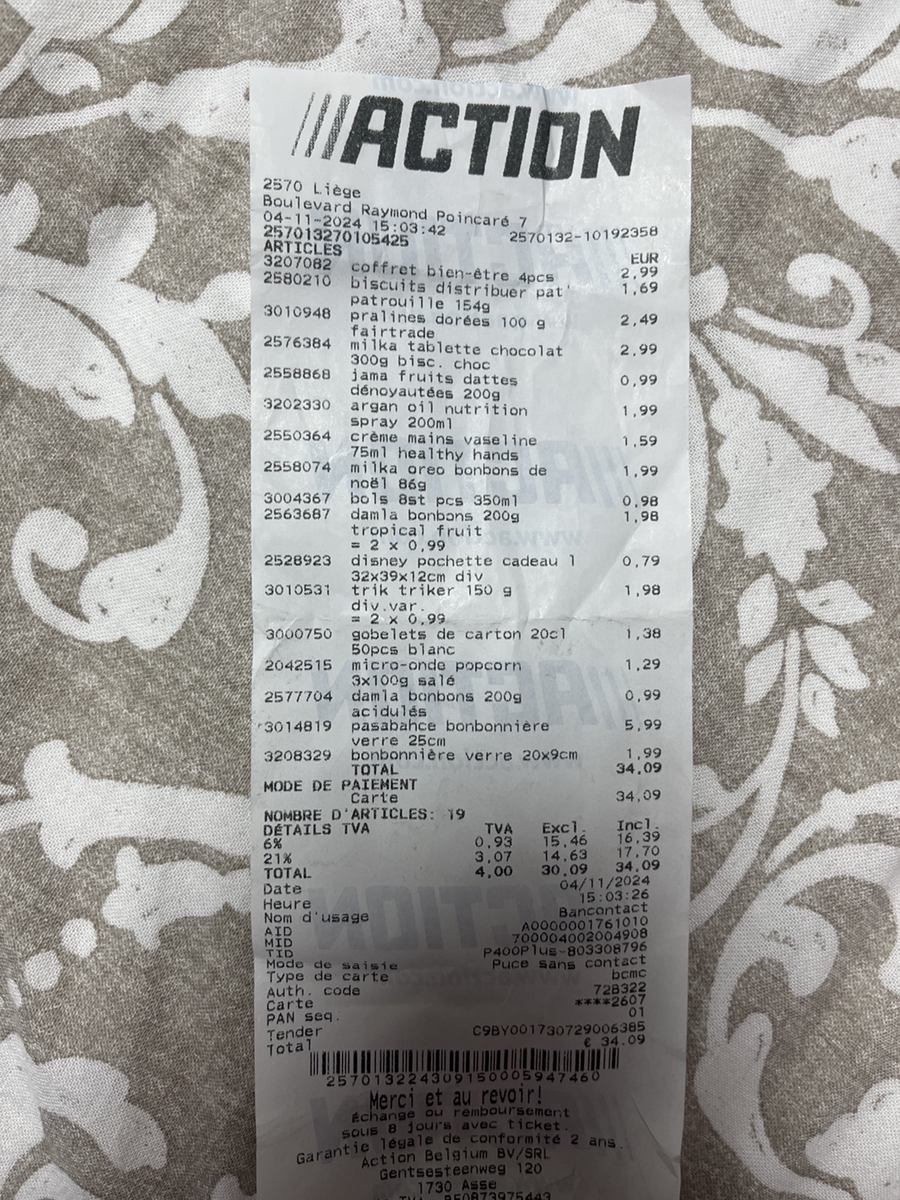 ///ACTION
2570 Liège
Boulevard Raymond Poincaré 7
04-11-2024 15:03:42
257013270105425 2570132-10192358
ARTICLES EUR
3207082 coffret bien-être 4pcs 2,99
2580210 biscuits distribuer pat' 1,69
patrouille 154g
3010948 pralines dorées 100 g 2,49
fairtrade
2576384 milka tablette chocolat 2,99
300g bisc. choc
2558868 jama fruits dattes 0,99
dénoyautées 200g
3202330 argan oil nutrition 1,99
spray 200ml
2550364 crème mains vaseline 1,59
75ml healthy hands
2558074 milka oreo bonbons de 1,99
noël 86g
3004367 bols 8st pcs 350ml 0,98
2563687 damla bonbons 200g 1,98
tropical fruit
= 2 x 0,99
2528923 disney pochette cadeau l 0,79
32x39x12cm div
3010531 trik triker 150 g 1,98
div.var.
= 2 x 0,99
3000750 gobelets de carton 20cl 1,38
50pcs blanc
2042515 micro-onde popcorn 1,29
3x100g salé
2577704 damla bonbons 200g 0,99
acidulés
3014819 pasabahce bonbonnière 5,99
verre 25cm
3208329 bonbonnière verre 20x9cm 1,99
TOTAL 34,09
MODE DE PAIEMENT
Carte 34,09
NOMBRE D'ARTICLES: 19
DÉTAILS TVA TVA Excl. Incl.
6% 0,93 15,46 16,39
21% 3,07 14,63 17,70
TOTAL 4,00 30,09 34,09
Date 04/11/2024
Heure 15:03:26
Nom d'usage Bancontact
AID A0000001761010
MID 700004002004908
TID P400Plus-803308796
Mode de saisie Puce sans contact
Type de carte bcmc
Auth. code 728322
Carte ****2607
PAN seq. 01
Tender C9BY001730729006385
Total € 34.09
2570132243091500059​47460
Merci et au revoir!
Échange ou remboursement
sous 8 jours avec ticket.
Garantie légale de conformité 2 ans.
Action Belgium BV/SRL
Gentsesteenweg 120
1730 Asse
TVA BE0873975443